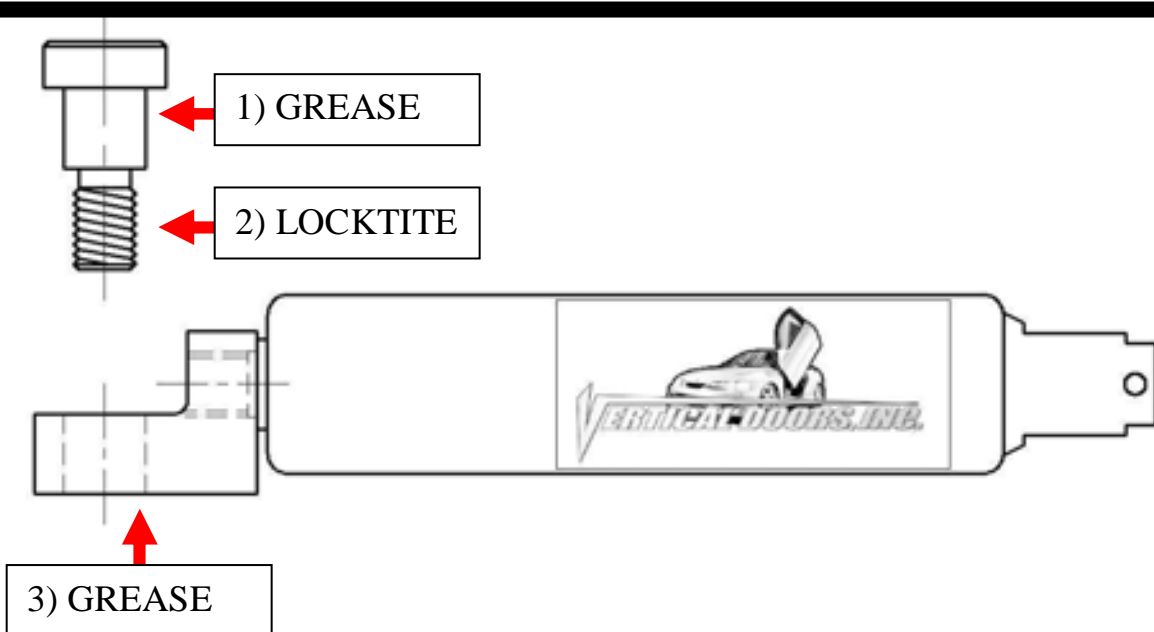 1) GREASE
2) LOCKTITE
VERTICAL DOORS, INC.
3) GREASE